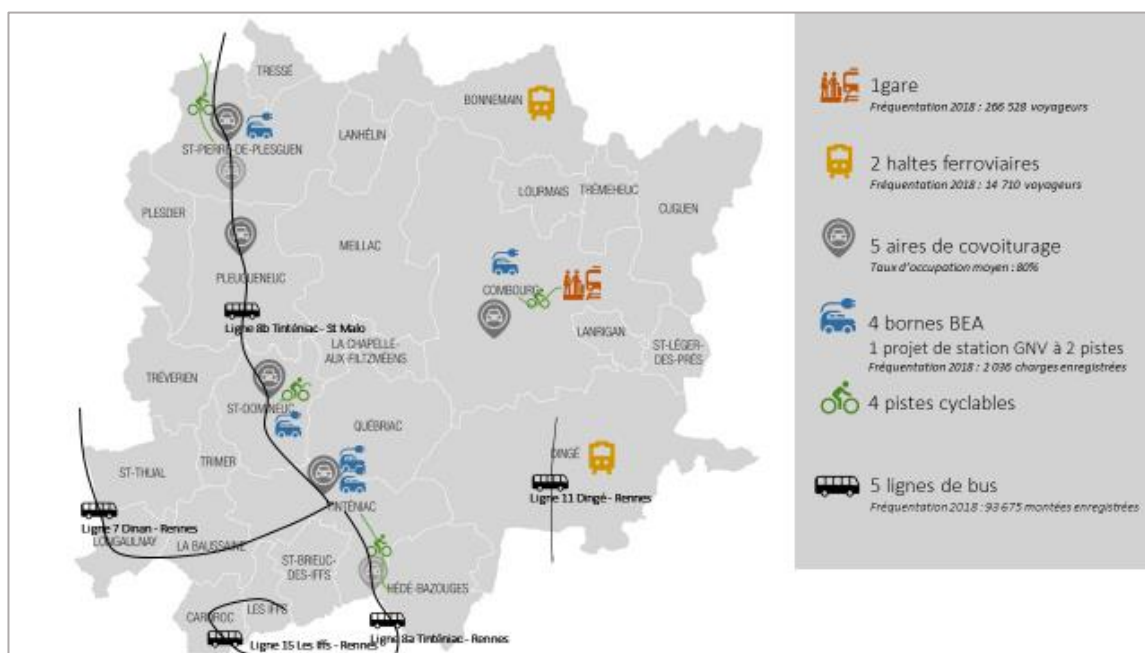 TRESSÉ
BONNEMAIN
LANHÉLIN
ST-PIERRE-DE-PLESGUEN
LOURMAIS
TRÉMEHEUC
CUGUEN
PLESDER
MEILLAC
PLEUGUENEUC
COMBOURG
Ligne 8b Tinténiac - St Malo
LANRIGAN
LA CHAPELLE-
AUX-FILTZMÉENS
ST-LÉGER-
DES-PRÉS
TRÉVERIEN
ST-DOMINEUC
QUÉBRIAC
TRIMER
ST-THUAL
DINGÉ
Ligne 11 Dingé - Rennes
TINTÉNIAC
Ligne 7 Dinan - Rennes
LONGAULNAY
LA BAUSSAINE
ST-BRIEUC-
DES-IFFS
HÉDÉ-BAZOUGES
LES IFFS
CARDROC
Ligne 15 Les Iffs - Rennes
Ligne 8a Tinténiac - Rennes
1gare
Fréquentation 2018 : 266 528 voyageurs
2 haltes ferroviaires
Fréquentation 2018 : 14 710 voyageurs
5 aires de covoiturage
Taux d'occupation moyen : 80%
4 bornes BEA
1 projet de station GNV à 2 pistes
Fréquentation 2018 : 2 036 charges enregistrées
4 pistes cyclables
5 lignes de bus
Fréquentation 2018 : 93 675 montées enregistrées